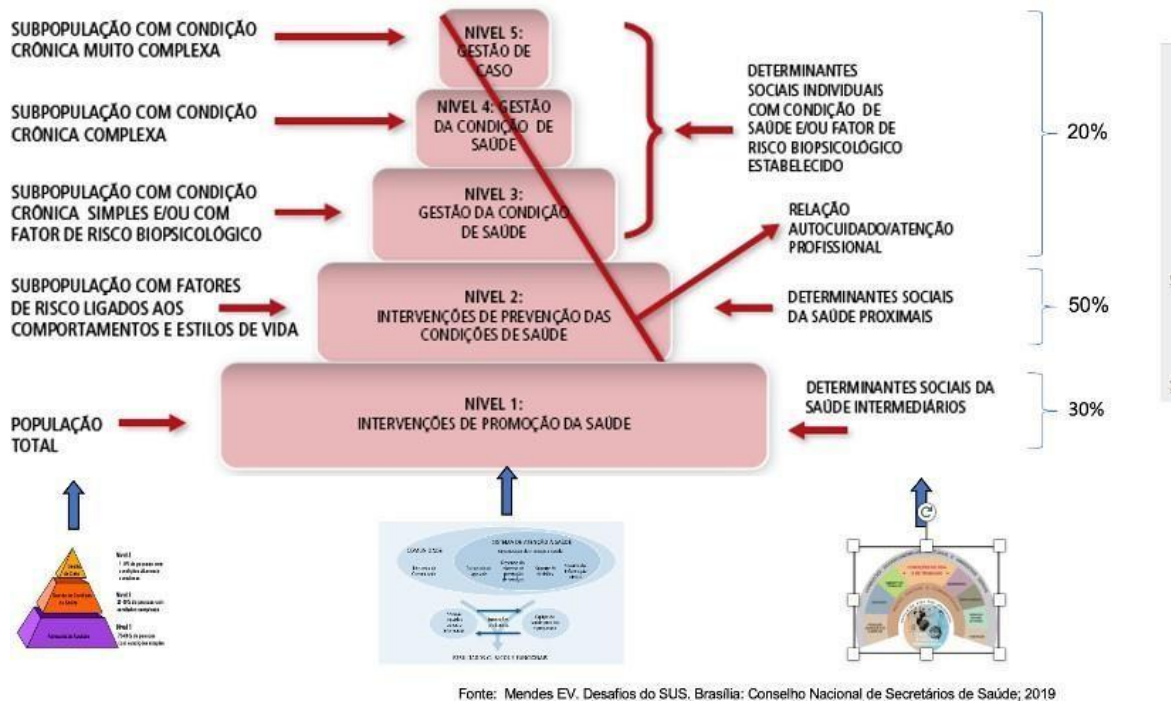 SUBPOPULAÇÃO COM CONDIÇÃO
CRÔNICA MUITO COMPLEXA
NÍVEL 5:
GESTÃO DE
CASO
SUBPOPULAÇÃO COM CONDIÇÃO
CRÔNICA COMPLEXA
NÍVEL 4: GESTÃO
DA CONDIÇÃO DE
SAÚDE
DETERMINANTES
SOCIAIS INDIVIDUAIS
COM CONDIÇÃO DE
SAÚDE E/OU FATOR DE
RISCO BIOPSICOLÓGICO
ESTABELECIDO
20%
SUBPOPULAÇÃO COM CONDIÇÃO
CRÔNICA SIMPLES E/OU COM
FATOR DE RISCO BIOPSICOLÓGICO
NÍVEL 3:
GESTÃO DA CONDIÇÃO
DE SAÚDE
RELAÇÃO
AUTOCUIDADO/ATENÇÃO
PROFISSIONAL
SUBPOPULAÇÃO COM FATORES
DE RISCO LIGADOS AOS
COMPORTAMENTOS E ESTILOS DE VIDA
NÍVEL 2:
INTERVENÇÕES DE PREVENÇÃO DAS
CONDIÇÕES DE SAÚDE
DETERMINANTES SOCIAIS
DA SAÚDE PROXIMAIS
50%
POPULAÇÃO
TOTAL
NÍVEL 1:
INTERVENÇÕES DE PROMOÇÃO DA SAÚDE
DETERMINANTES SOCIAIS DA
SAÚDE INTERMEDIÁRIOS
30%
Fonte: Mendes EV. Desafios do SUS. Brasília: Conselho Nacional de Secretários de Saúde; 2019